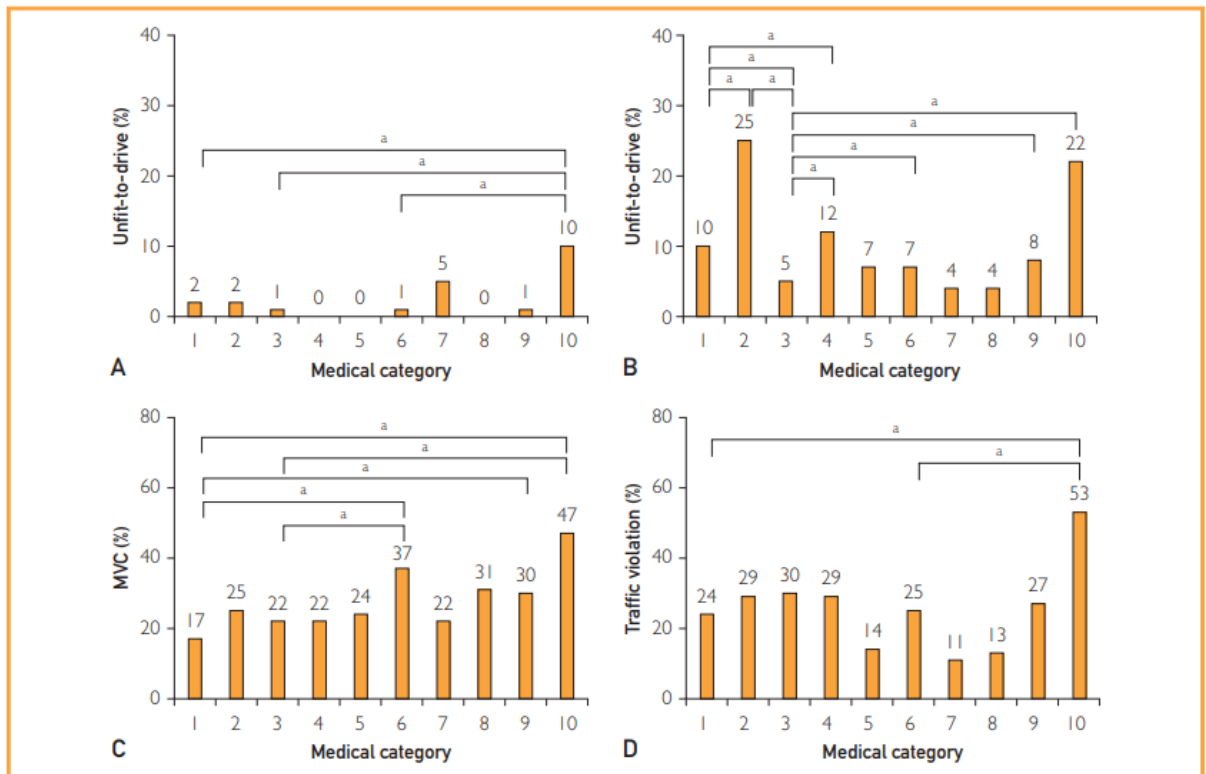 40
30
20
10
0
Unfit-to-drive (%)
a
a
a
2 2 1 0 0 1 5 0 1 10
1 2 3 4 5 6 7 8 9 10
Medical category
A
40
30
20
10
0
Unfit-to-drive (%)
a
a
a a
a
a
a
a
10 25 5 12 7 7 4 4 8 22
1 2 3 4 5 6 7 8 9 10
Medical category
B
80
60
40
20
0
MVC (%)
a
a
a
a
a
17 25 22 22 24 37 22 31 30 47
1 2 3 4 5 6 7 8 9 10
Medical category
C
80
60
40
20
0
Traffic violation (%)
a
a
24 29 30 29 14 25 11 13 27 53
1 2 3 4 5 6 7 8 9 10
Medical category
D